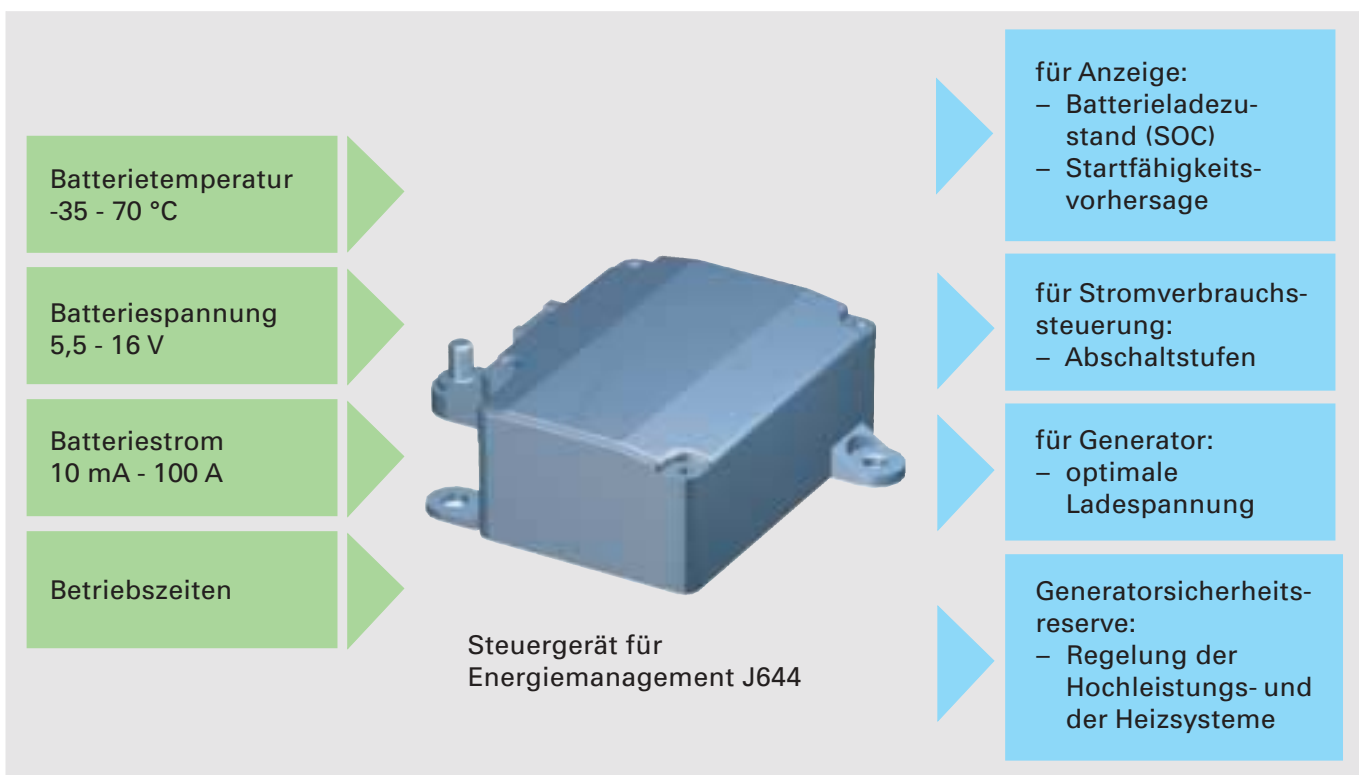 Batterietemperatur
-35 - 70 °C
Batteriespannung
5,5 - 16 V
Batteriestrom
10 mA - 100 A
Betriebszeiten
Steuergerät für
Energiemanagement J644
für Anzeige:
– Batterieladezu-
stand (SOC)
– Startfähigkeits-
vorhersage
für Stromverbrauchs-
steuerung:
– Abschaltstufen
für Generator:
– optimale
Ladespannung
Generatorsicherheits-
reserve:
– Regelung der
Hochleistungs- und
der Heizsysteme